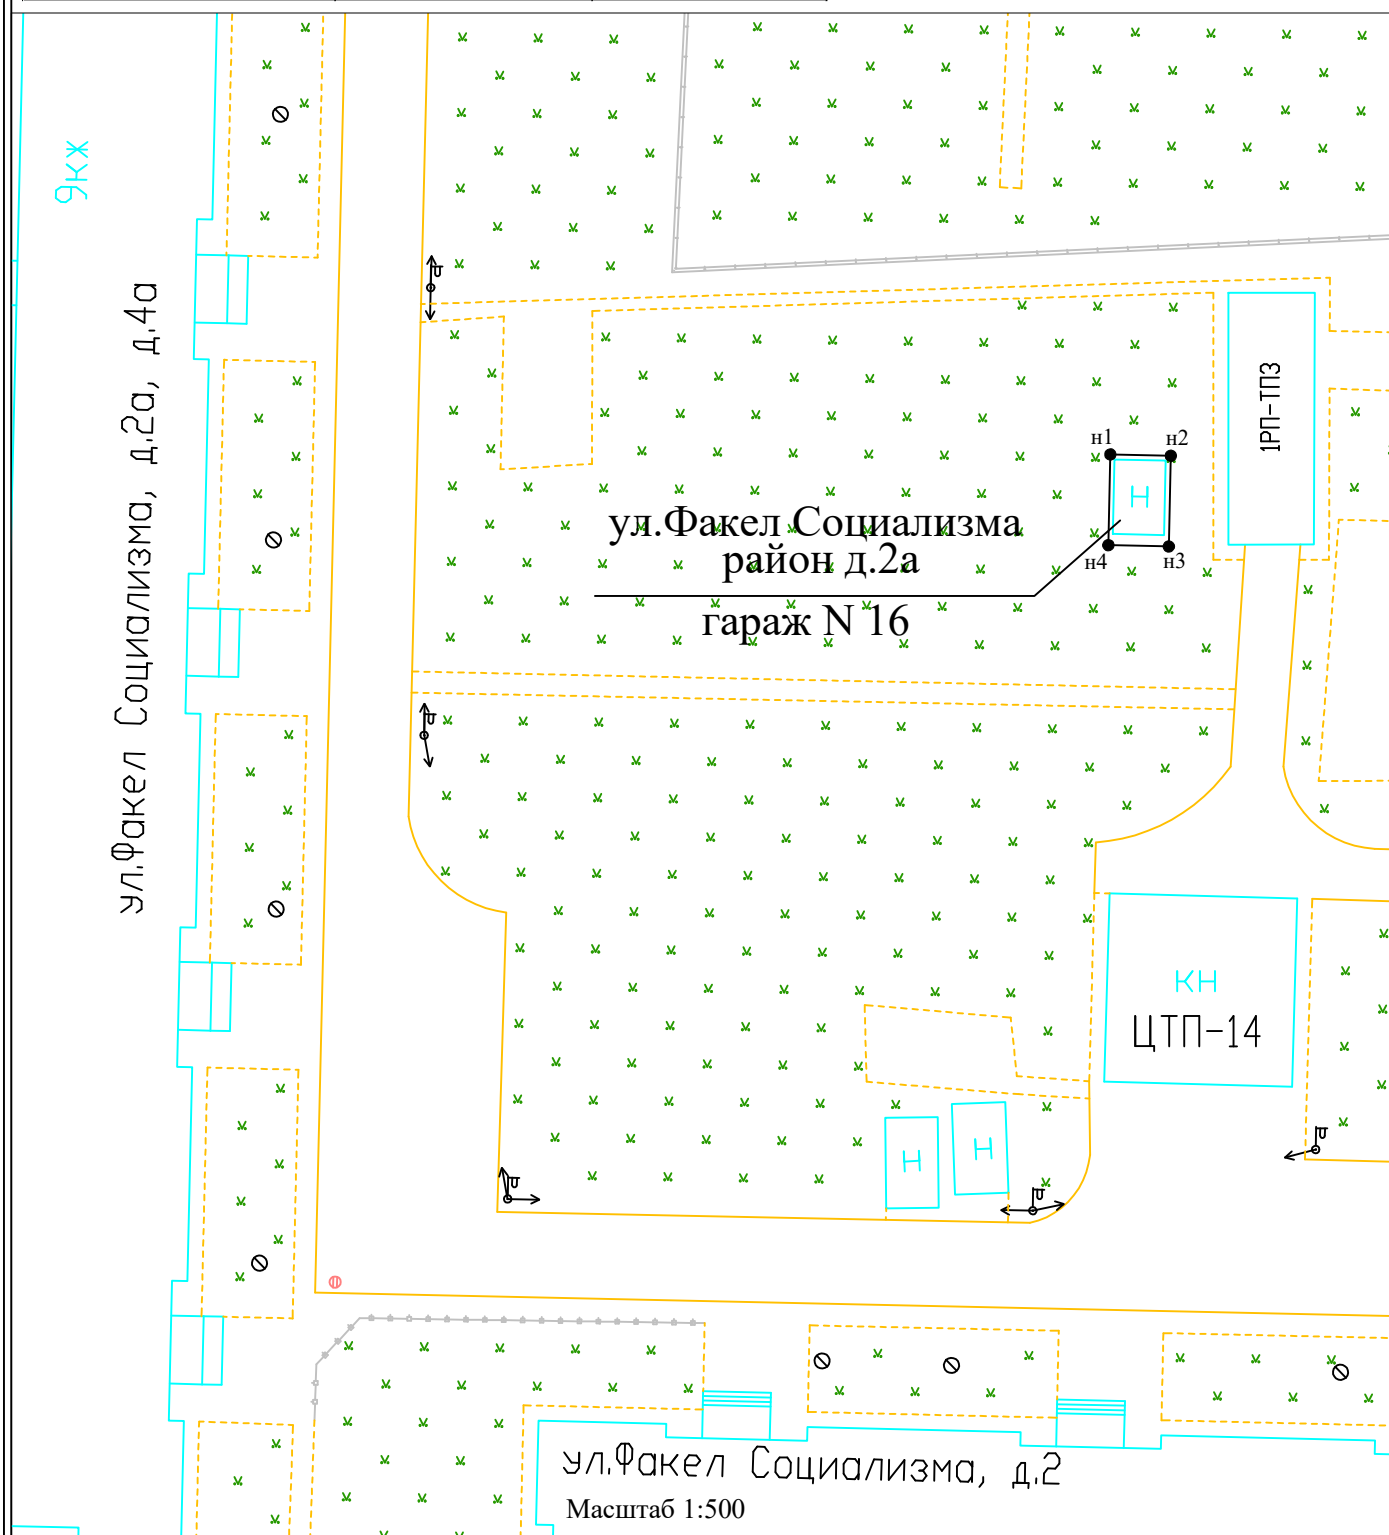 9кж
ул.Факел Социализма, д.2а, д.4а
1РП-ТП3
н1
н2
Н
ул.Факел Социализма
район д.2а
н4
н3
гараж N 16
КН
ЦТП-14
Н
Н
ул.Факел Социализма, д.2
Масштаб 1:500